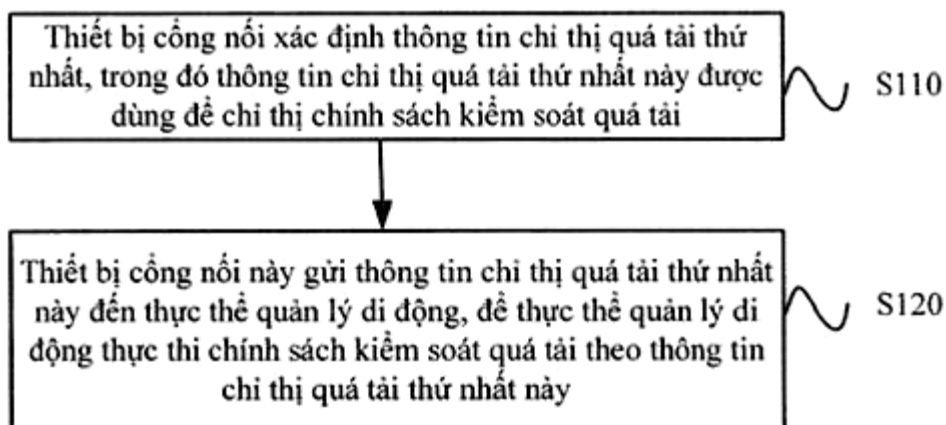 Thiết bị cổng nối xác định thông tin chỉ thị quá tải thứ
nhất, trong đó thông tin chỉ thị quá tải thứ nhất này được
dùng để chỉ thị chính sách kiểm soát quá tải
S110
Thiết bị cổng nối này gửi thông tin chỉ thị quá tải thứ nhất
này đến thực thể quản lý di động, để thực thể quản lý di
động thực thi chính sách kiểm soát quá tải theo thông tin
chỉ thị quá tải thứ nhất này
S120